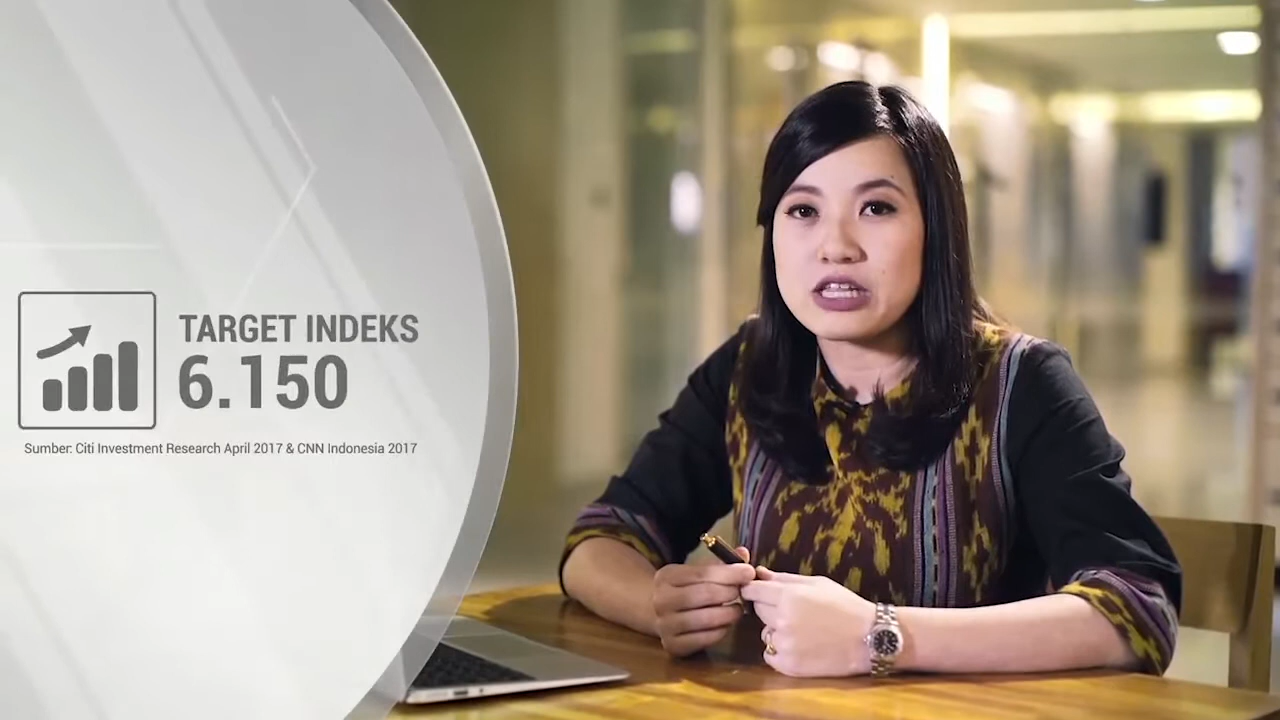 TARGET INDEKS
6.150
Sumber: Citi Investment Research April 2017 & CNN Indonesia 2017